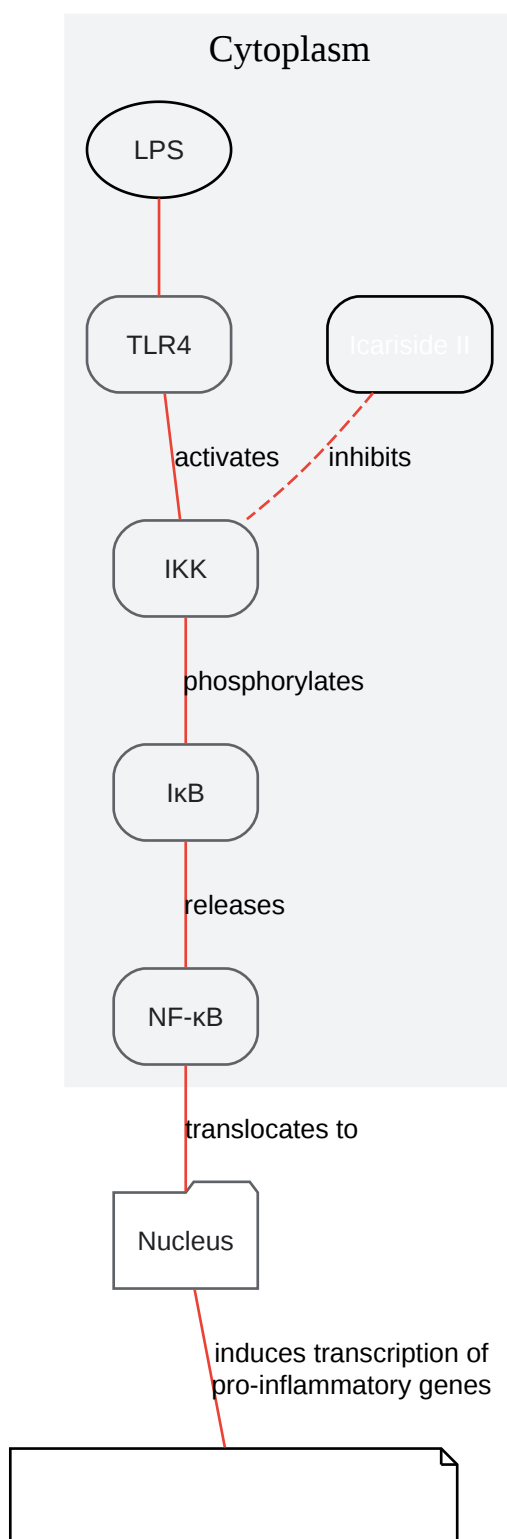 Cytoplasm
LPS
TLR4
Icariside II
activates
inhibits
IKK
phosphorylates
IκB
releases
NF-κB
translocates to
Nucleus
induces transcription of
pro-inflammatory genes